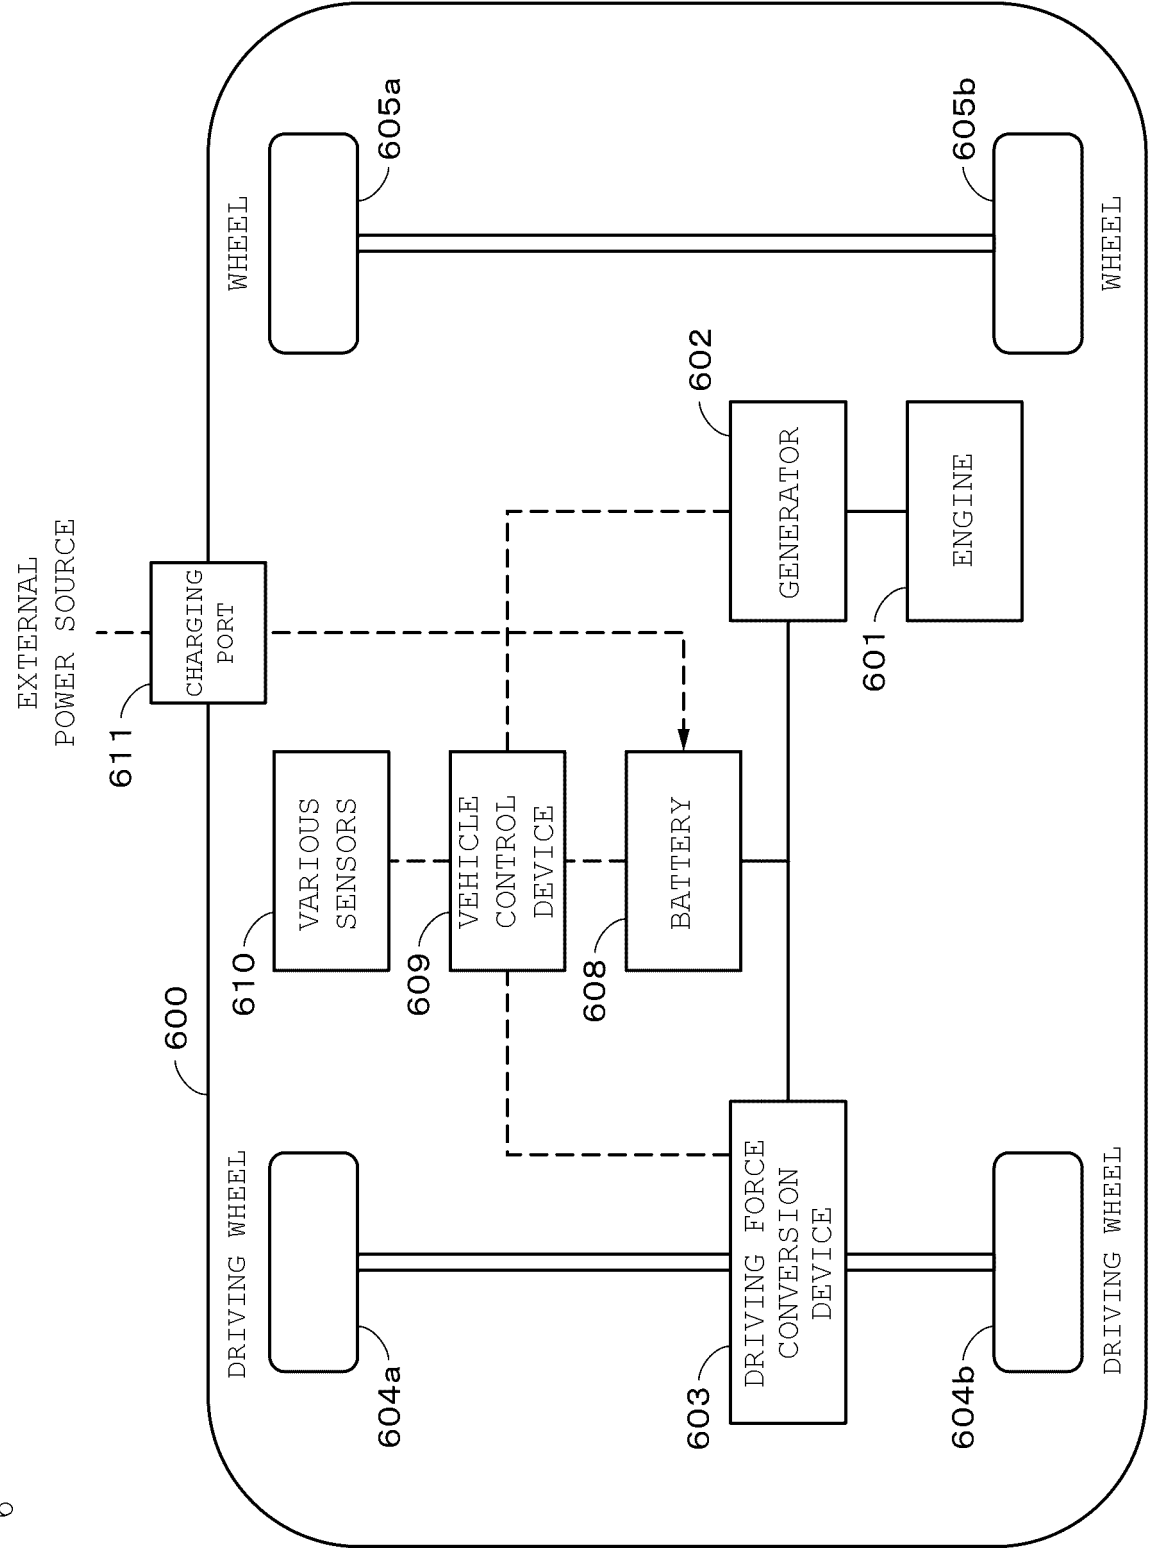 EXTERNAL
POWER SOURCE
611
CHARGING
PORT
600
DRIVING WHEEL
604a
WHEEL
605a
610
VARIOUS
SENSORS
609
VEHICLE
CONTROL
DEVICE
608
BATTERY
603
DRIVING FORCE
CONVERSION
DEVICE
602
GENERATOR
601
ENGINE
604b
DRIVING WHEEL
605b
WHEEL